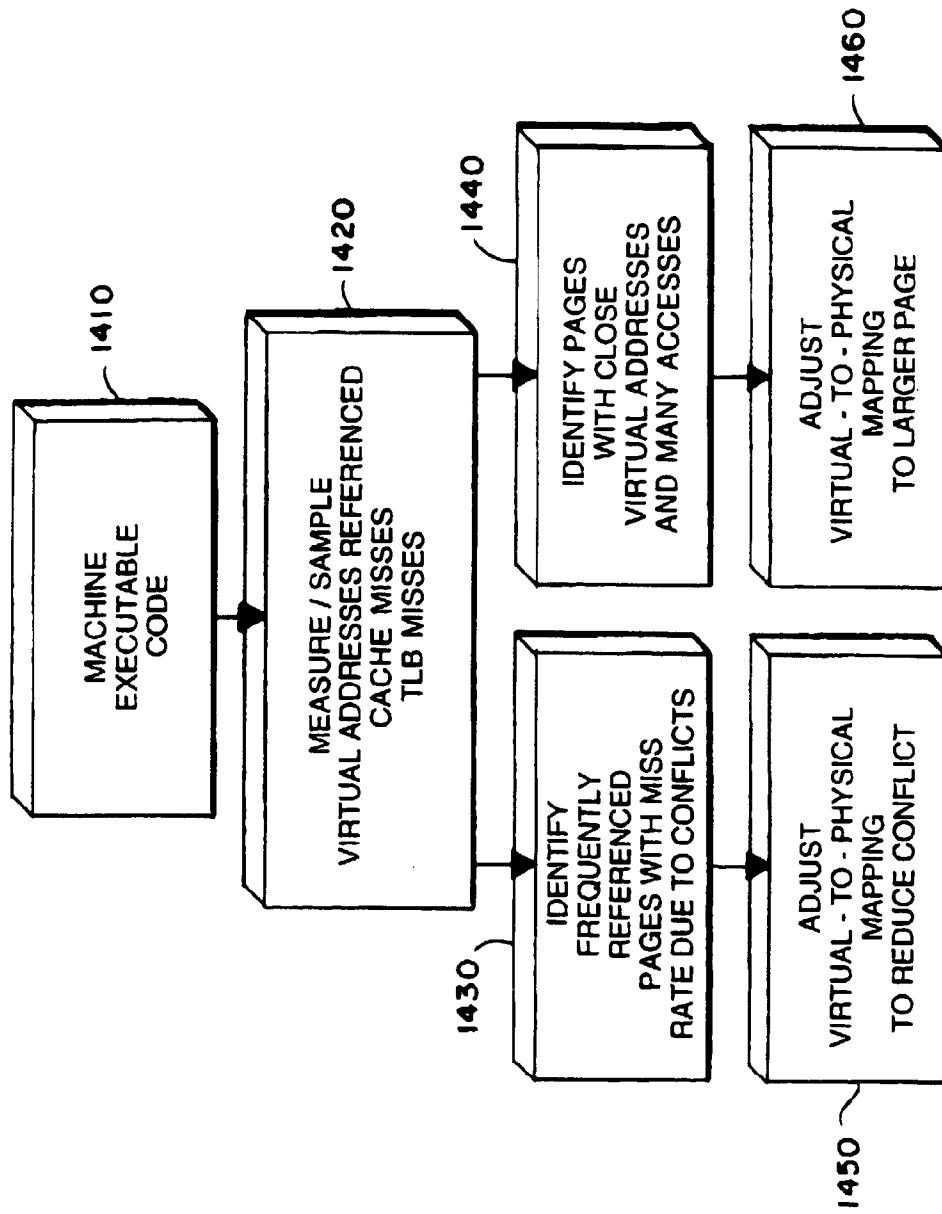 1410
MACHINE
EXECUTABLE
CODE
1420
MEASURE / SAMPLE
VIRTUAL ADDRESSES REFERENCED
CACHE MISSES
TLB MISSES
1430
IDENTIFY
FREQUENTLY
REFERENCED
PAGES WITH MISS
RATE DUE TO CONFLICTS
1440
IDENTIFY PAGES
WITH CLOSE
VIRTUAL ADDRESSES
AND MANY ACCESSES
1450
ADJUST
VIRTUAL - TO - PHYSICAL
MAPPING
TO REDUCE CONFLICT
1460
ADJUST
VIRTUAL - TO - PHYSICAL
MAPPING
TO LARGER PAGE